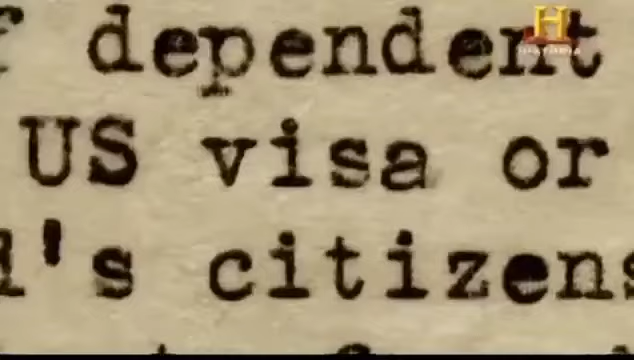 f dependent
US visa or
d's citizens
H